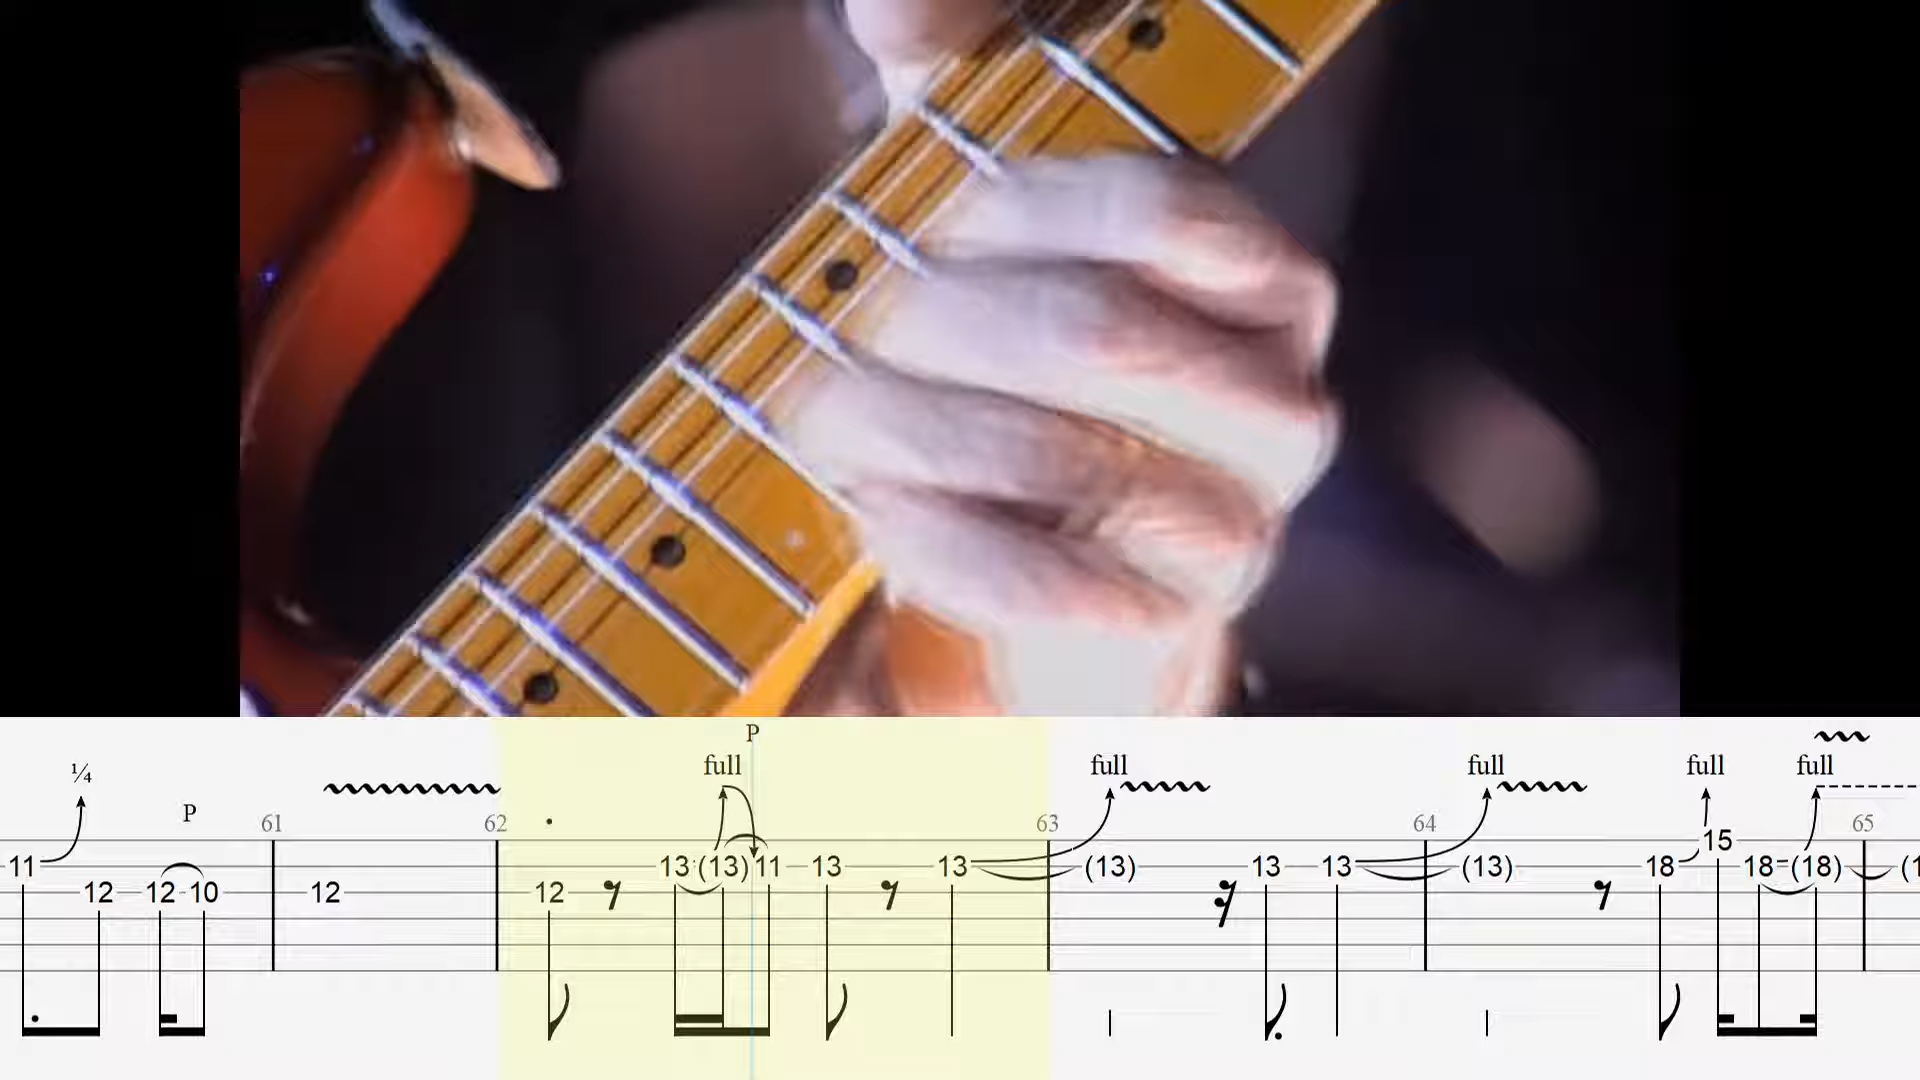 P
full full full full full
¼
P 61 62 63 64 65
15
11 13 (13) 11 13 13 (13) 13 13 (13) 18 18 (18) (1
12 12 10 12 12